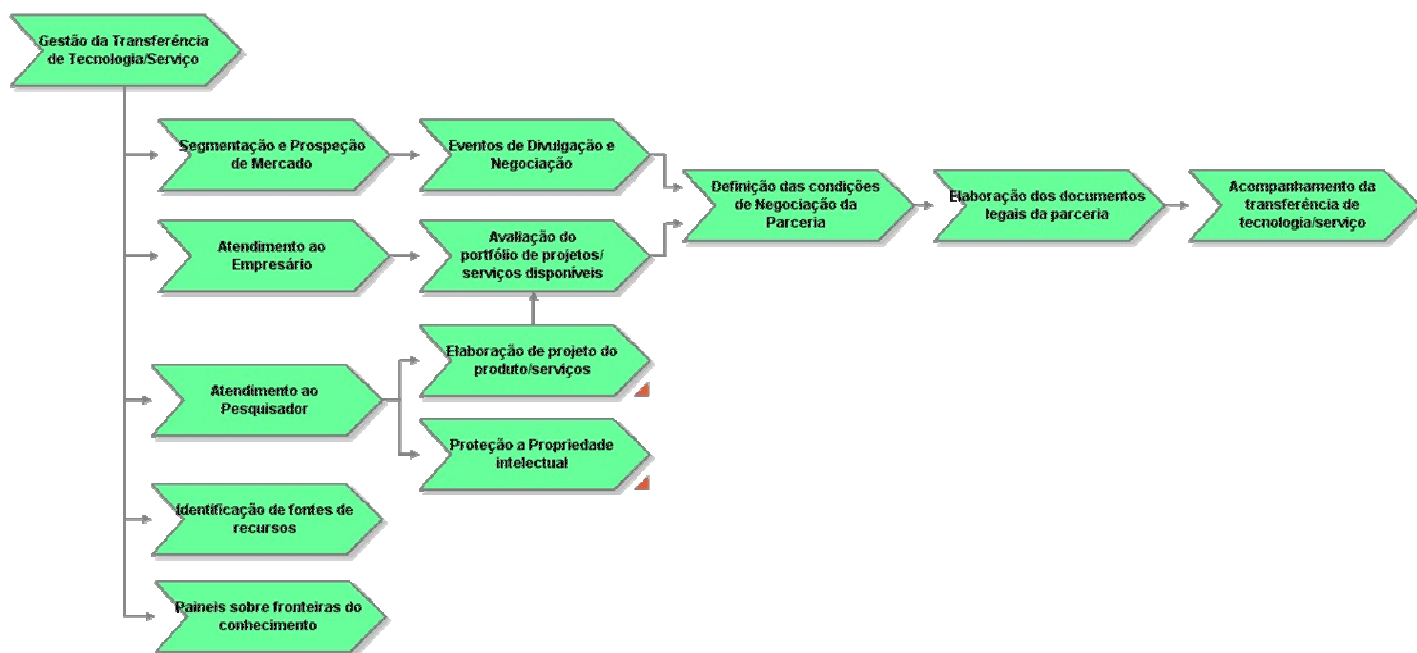 Gestão da Transferência
de Tecnologia/Serviço
Segmentação e Prospeção
de Mercado
Eventos de Divulgação e
Negociação
Definição das condições
de Negociação da
Parceria
Elaboração dos documentos
legais da parceria
Acompanhamento da
transferência de
tecnologia/serviço
Atendimento ao
Empresário
Avaliação do
portfólio de projetos/
serviços disponíveis
Elaboração de projeto do
produto/serviços
Atendimento ao
Pesquisador
Proteção a Propriedade
intelectual
Identificação de fontes de
recursos
Paineis sobre fronteiras do
conhecimento